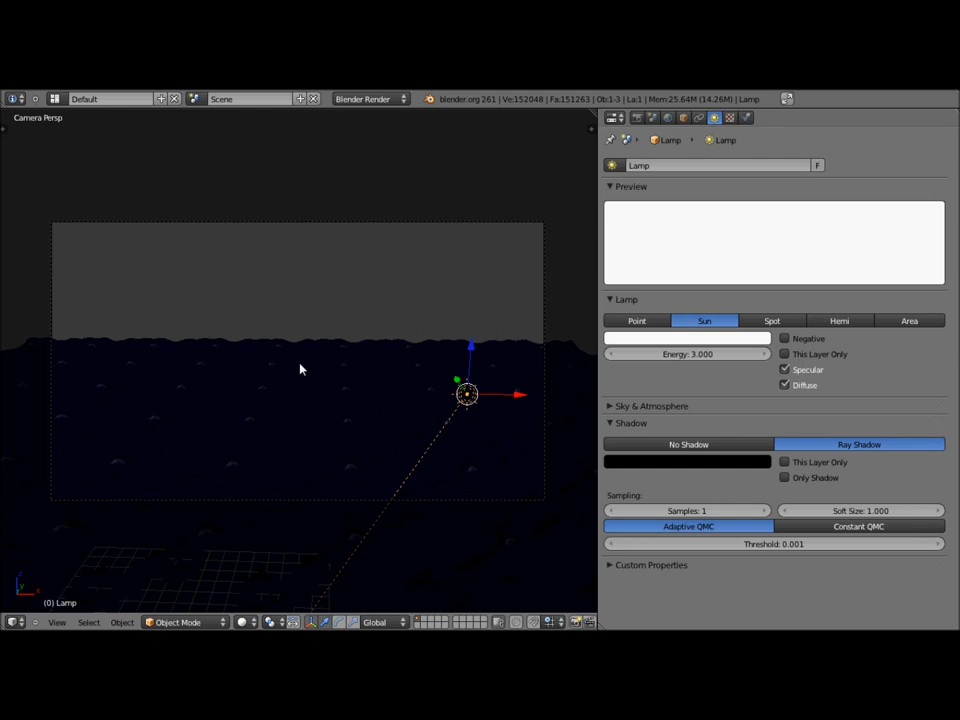 Default
Scene
Blender Render
blender.org 261 | Ve:152048 | Fa:151263 | Ob:1-3 | La:1 | Mem:25.64M (14.26M) | Lamp
Camera Persp
Lamp
Lamp
Lamp
F
Preview
Lamp
Point
Sun
Spot
Hemi
Area
Negative
Energy: 3.000
This Layer Only
Specular
Diffuse
Sky & Atmosphere
Shadow
No Shadow
Ray Shadow
This Layer Only
Only Shadow
Sampling:
Samples: 1
Soft Size: 1.000
Adaptive QMC
Constant QMC
Threshold: 0.001
Custom Properties
z
y
x
(0) Lamp
View
Select
Object
Object Mode
Global